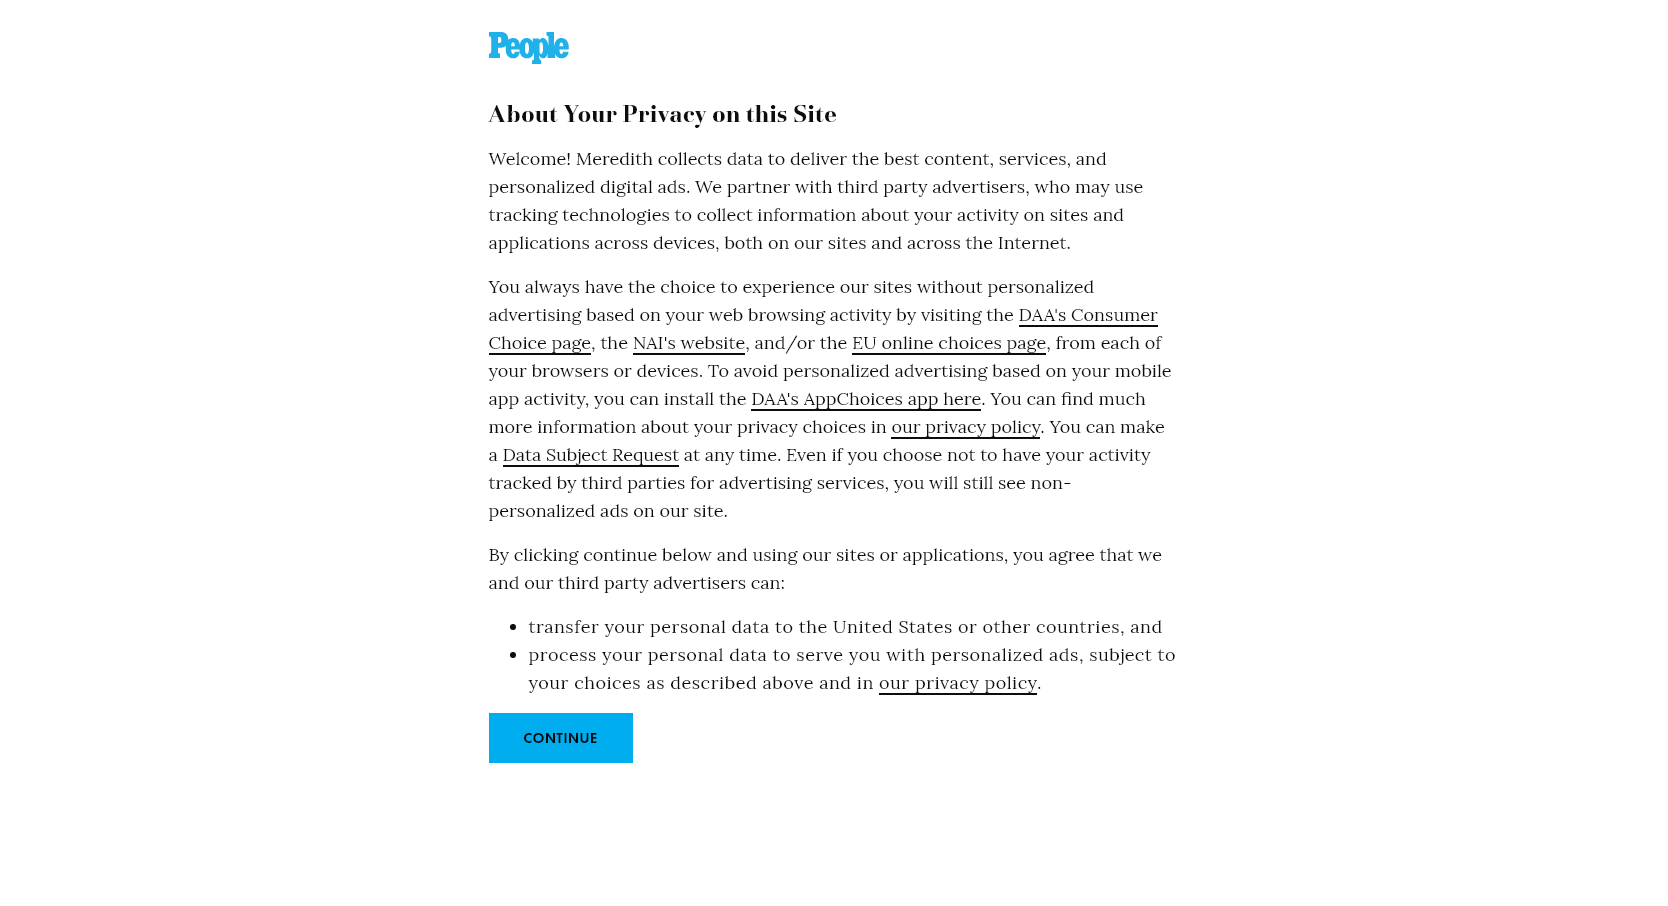 People
About Your Privacy on this Site
Welcome! Meredith collects data to deliver the best content, services, and
personalized digital ads. We partner with third party advertisers, who may use
tracking technologies to collect information about your activity on sites and
applications across devices, both on our sites and across the Internet.
You always have the choice to experience our sites without personalized
advertising based on your web browsing activity by visiting the DAA's Consumer
Choice page, the NAI's website, and/or the EU online choices page, from each of
your browsers or devices. To avoid personalized advertising based on your mobile
app activity, you can install the DAA's AppChoices app here. You can find much
more information about your privacy choices in our privacy policy. You can make
a Data Subject Request at any time. Even if you choose not to have your activity
tracked by third parties for advertising services, you will still see non-
personalized ads on our site.
By clicking continue below and using our sites or applications, you agree that we
and our third party advertisers can:
• transfer your personal data to the United States or other countries, and
• process your personal data to serve you with personalized ads, subject to
your choices as described above and in our privacy policy.
CONTINUE